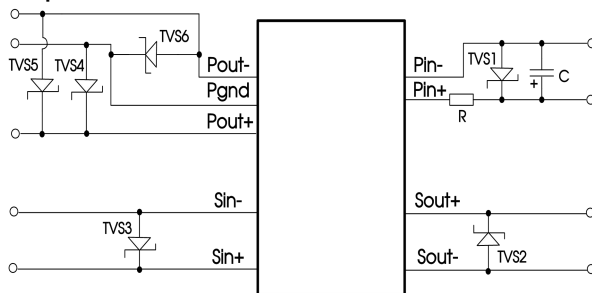 TVS6
TVS5 TVS4
Pout-
Pgnd
Pout+
Pin-
TVS1
Pin+
+ C
R
Sin-
TVS3
Sin+
Sout+
TVS2
Sout-